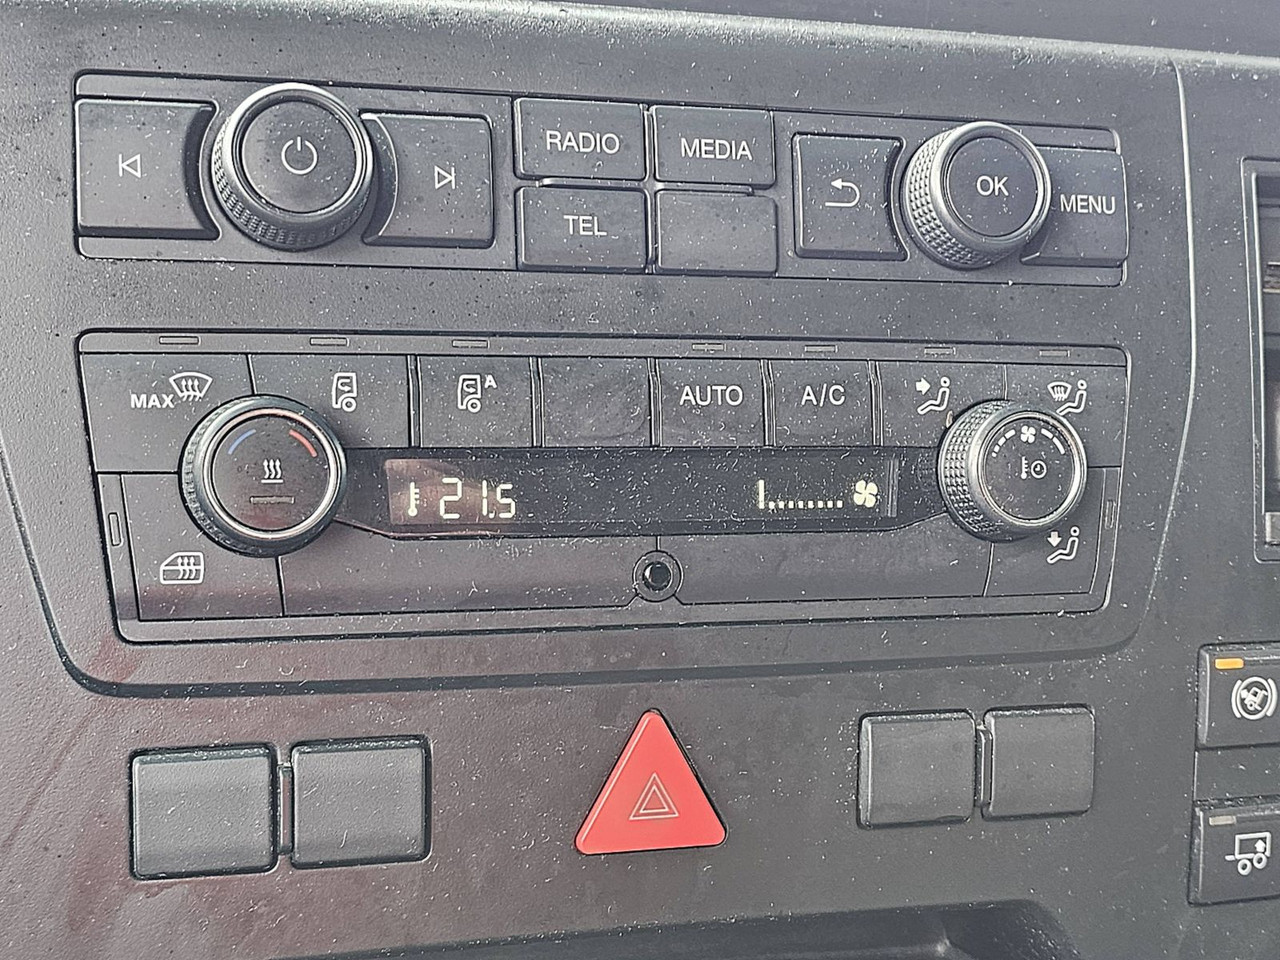 RADIO
MEDIA
TEL
OK
MENU
MAX
A
AUTO
A/C
21.5